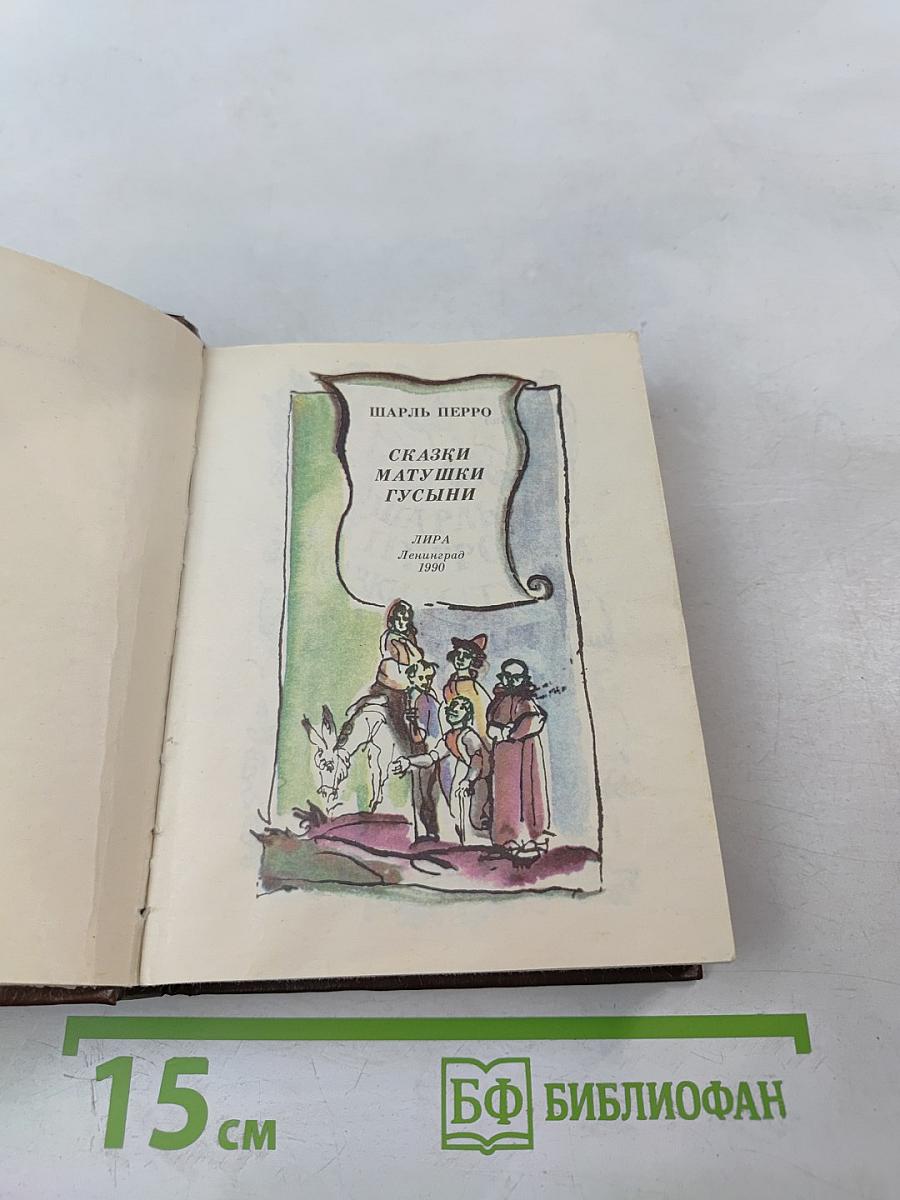 ШАРЛЬ ПЕРРО
СКАЗКИ
МАТУШКИ
ГУСЫНИ
ЛИРА
Ленинград
1990
15 см
БФ БИБЛИОФАН